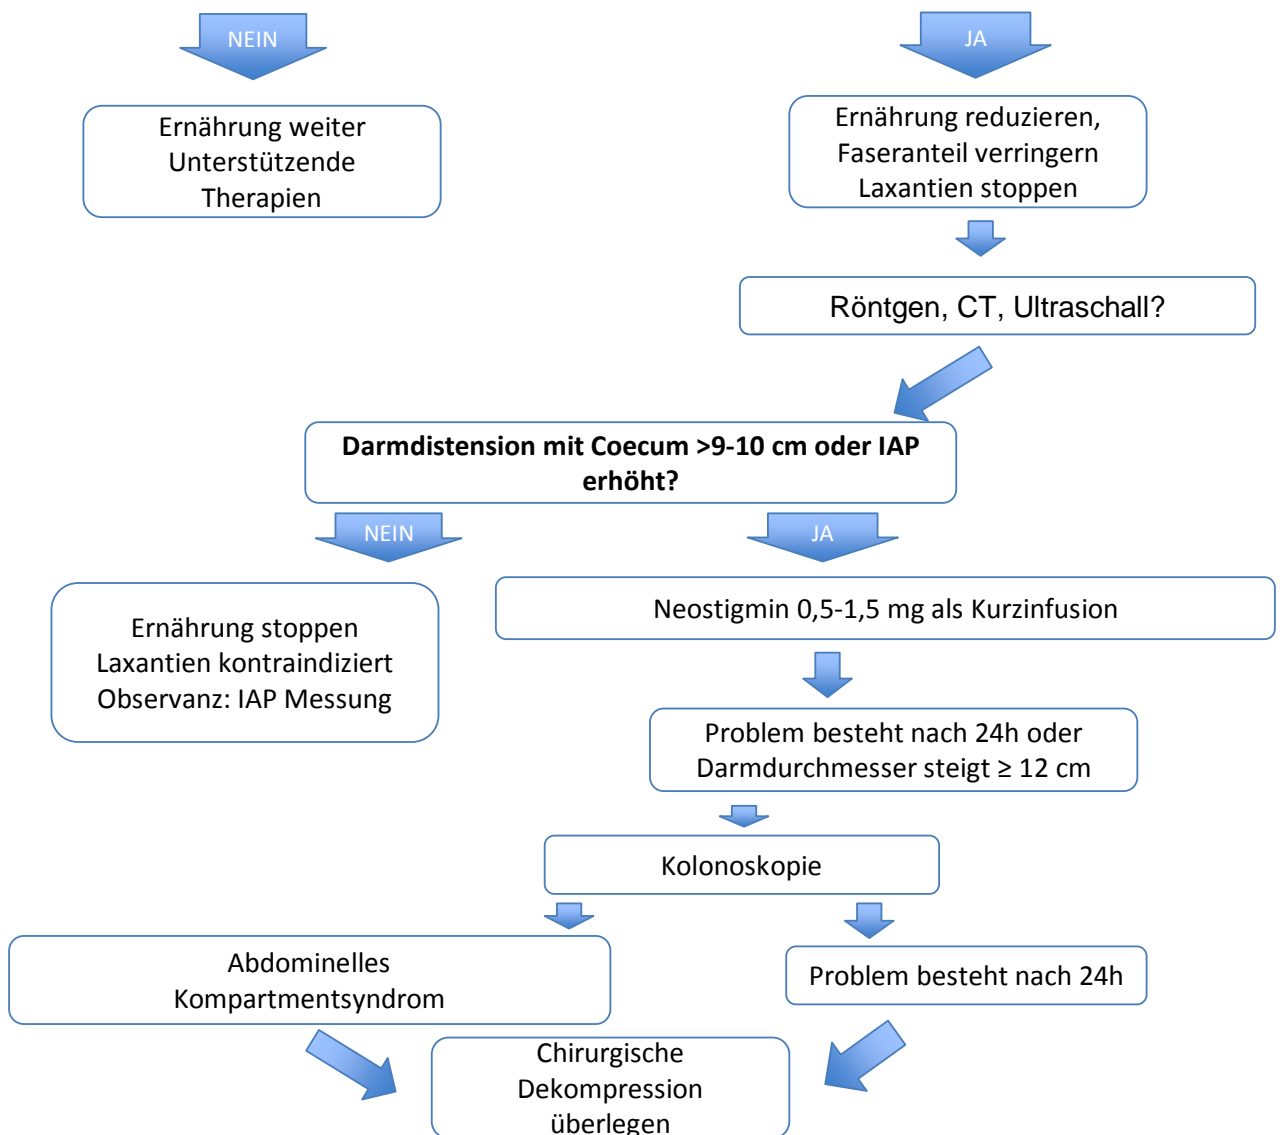 NEIN
JA
Ernährung weiter
Unterstützende
Therapien
Ernährung reduzieren,
Faseranteil verringern
Laxantien stoppen
Röntgen, CT, Ultraschall?
Darmdistension mit Coecum >9-10 cm oder IAP
erhöht?
NEIN
JA
Ernährung stoppen
Laxantien kontraindiziert
Observanz: IAP Messung
Neostigmin 0,5-1,5 mg als Kurzinfusion
Problem besteht nach 24h oder
Darmdurchmesser steigt ≥ 12 cm
Kolonoskopie
Abdominelles
Kompartmentsyndrom
Problem besteht nach 24h
Chirurgische
Dekompression
überlegen